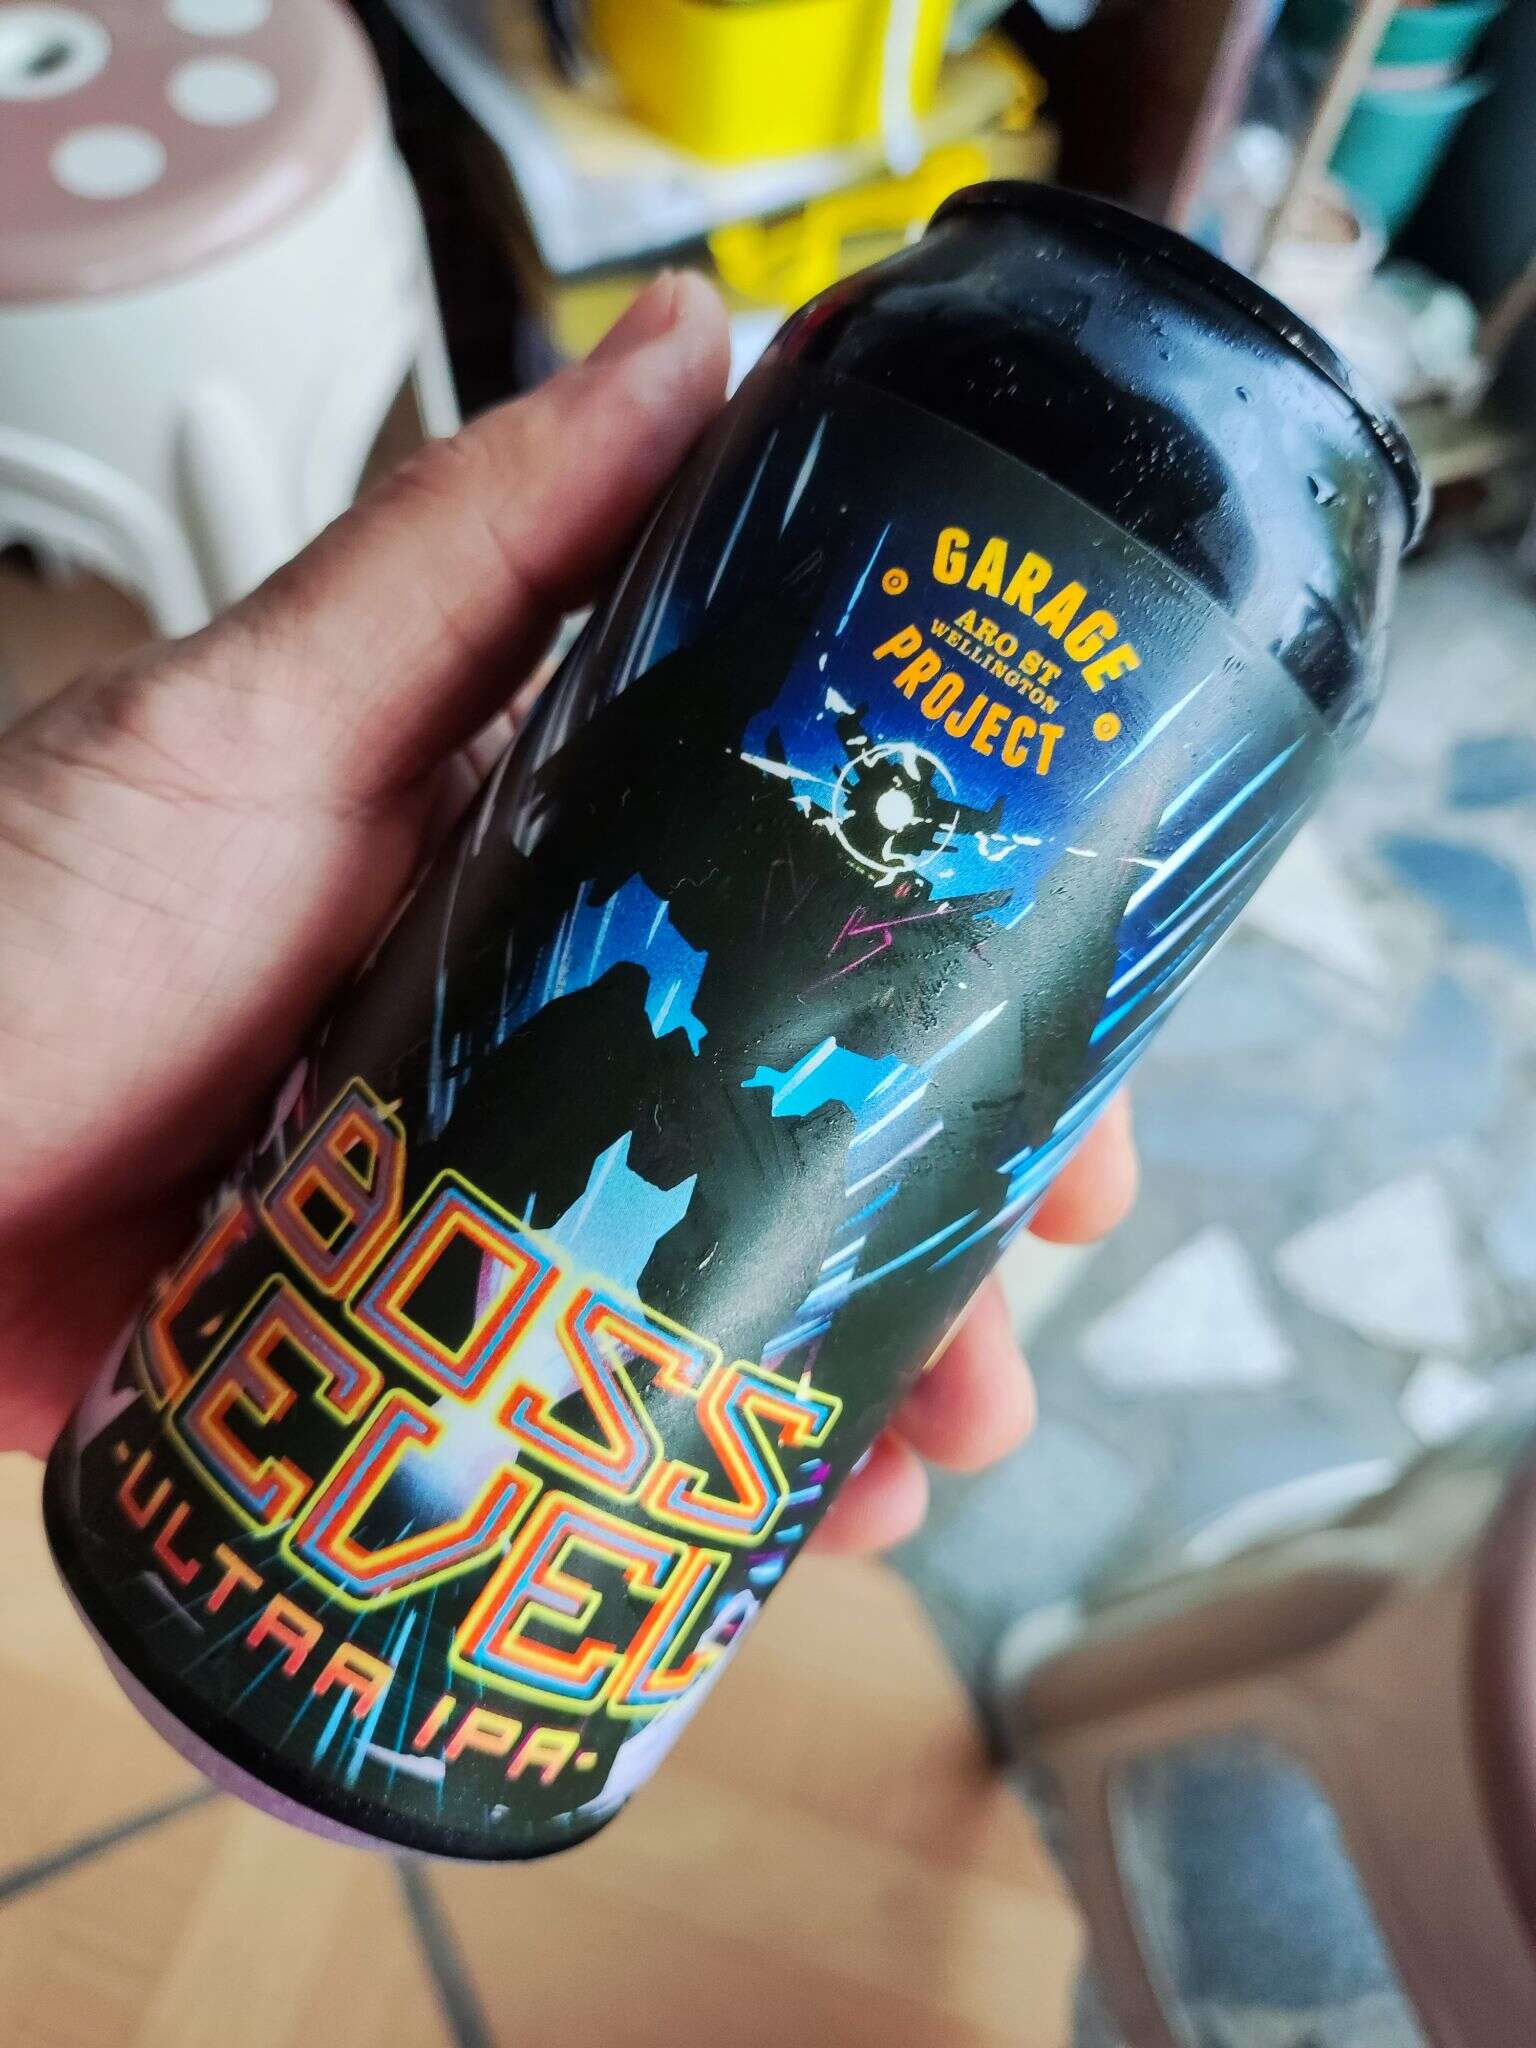 GARAGE
ARO ST
WELLINGTON
PROJECT
BOSS
LEVEL
-ULTRA IPA-